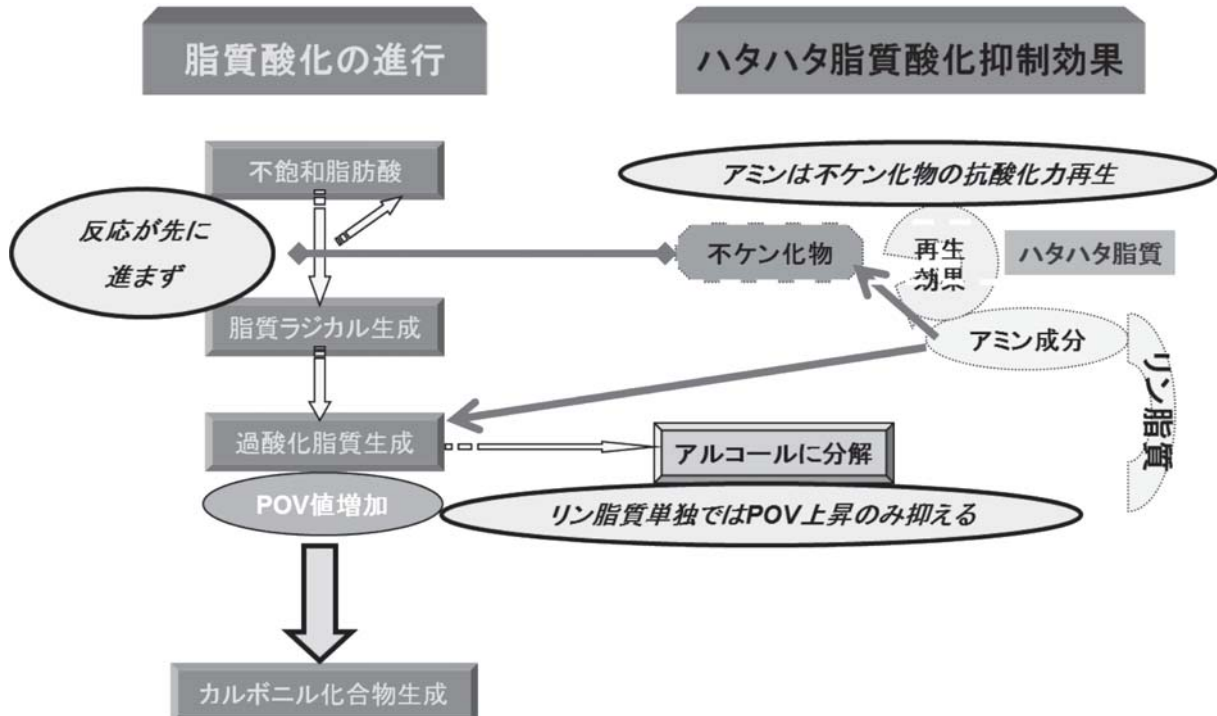 脂質酸化の進行
ハタハタ脂質酸化抑制効果
不飽和脂肪酸
アミンは不ケン化物の抗酸化力再生
反応が先に
進まず
不ケン化物
再生
効果
ハタハタ脂質
脂質ラジカル生成
アミン成分
リン脂質
過酸化脂質生成
アルコールに分解
POV値増加
リン脂質単独ではPOV上昇のみ抑える
カルボニル化合物生成